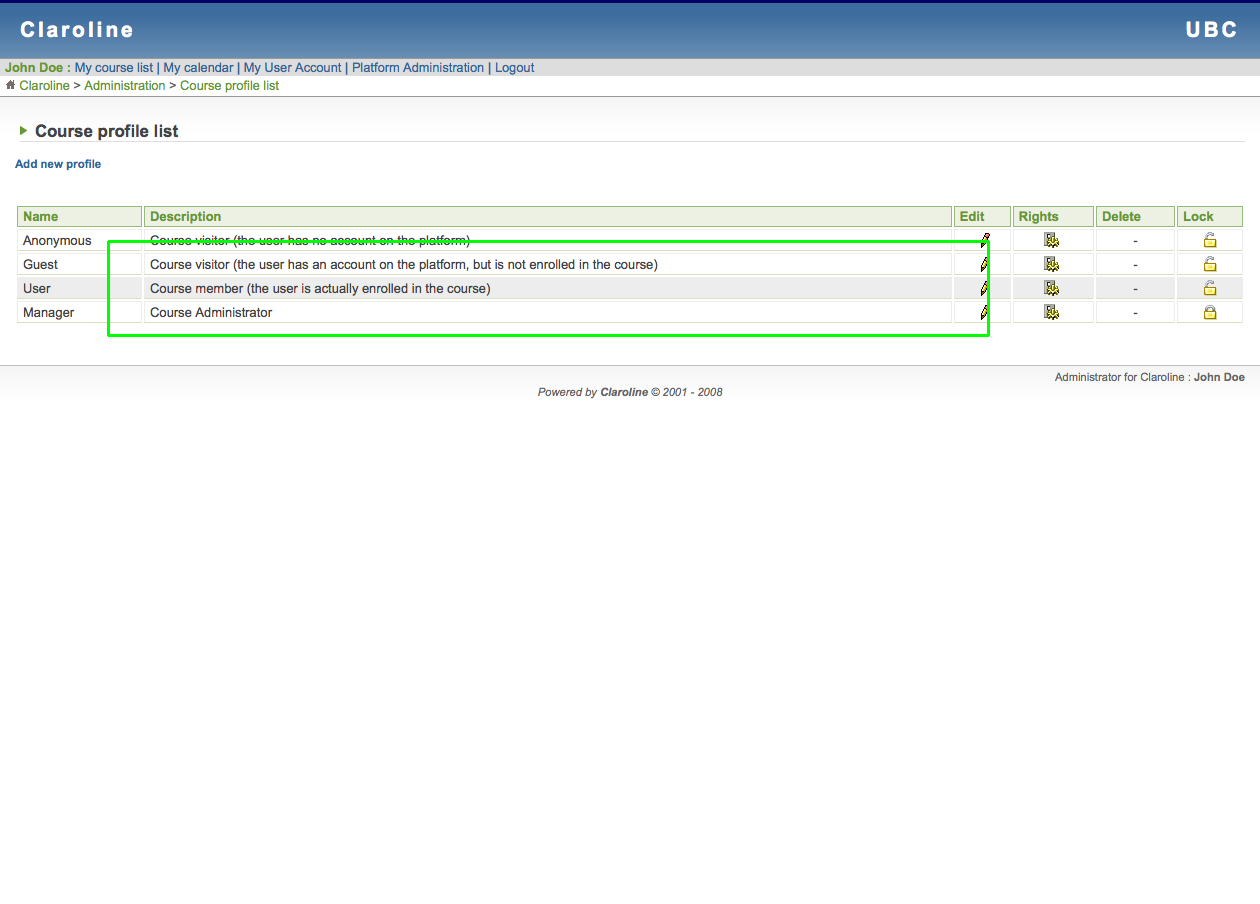 Claroline UBC
John Doe : My course list | My calendar | My User Account | Platform Administration | Logout
Claroline > Administration > Course profile list
Course profile list
Add new profile
Name Description Edit Rights Delete Lock
Anonymous Course visitor (the user has no account on the platform) -
Guest Course visitor (the user has an account on the platform, but is not enrolled in the course) -
User Course member (the user is actually enrolled in the course) -
Manager Course Administrator -
Administrator for Claroline : John Doe
Powered by Claroline © 2001 - 2008